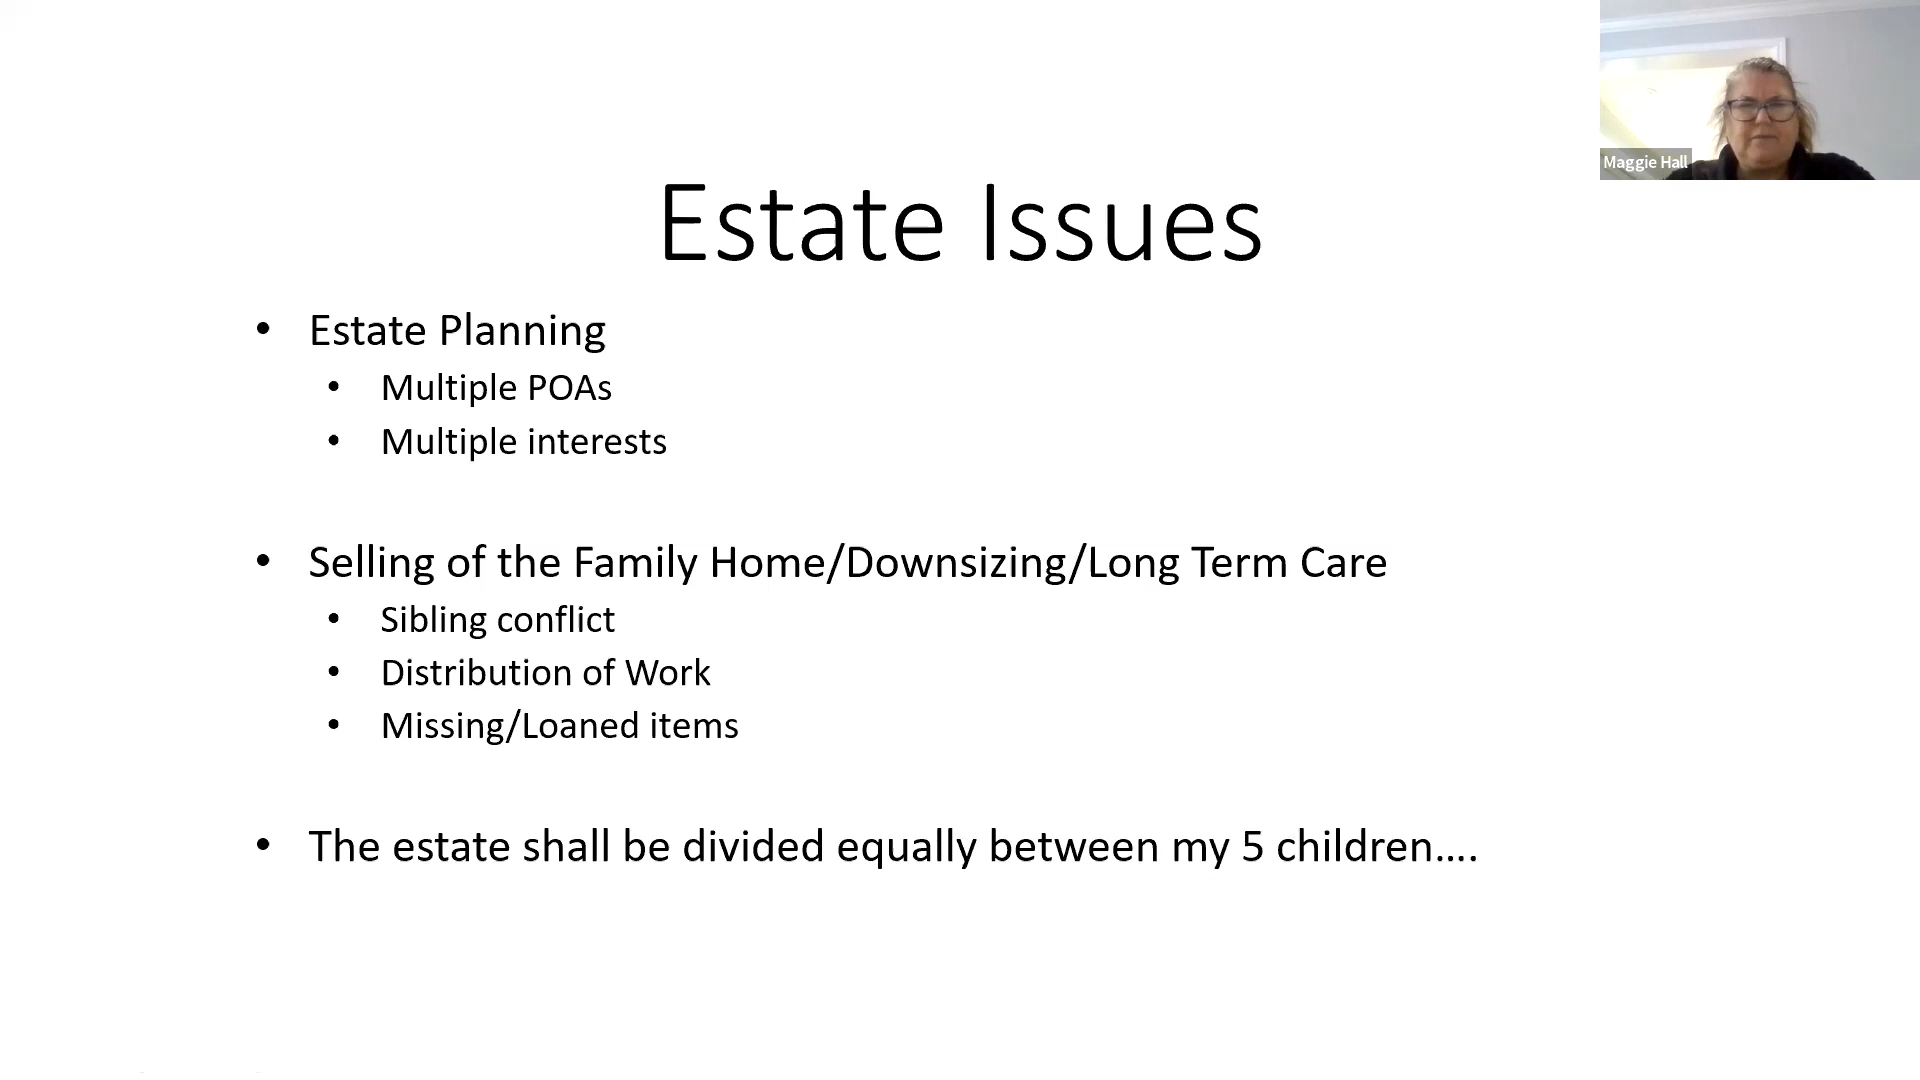 Maggie Hall
Estate Issues
• Estate Planning
• Multiple POAs
• Multiple interests
• Selling of the Family Home/Downsizing/Long Term Care
• Sibling conflict
• Distribution of Work
• Missing/Loaned items
• The estate shall be divided equally between my 5 children....